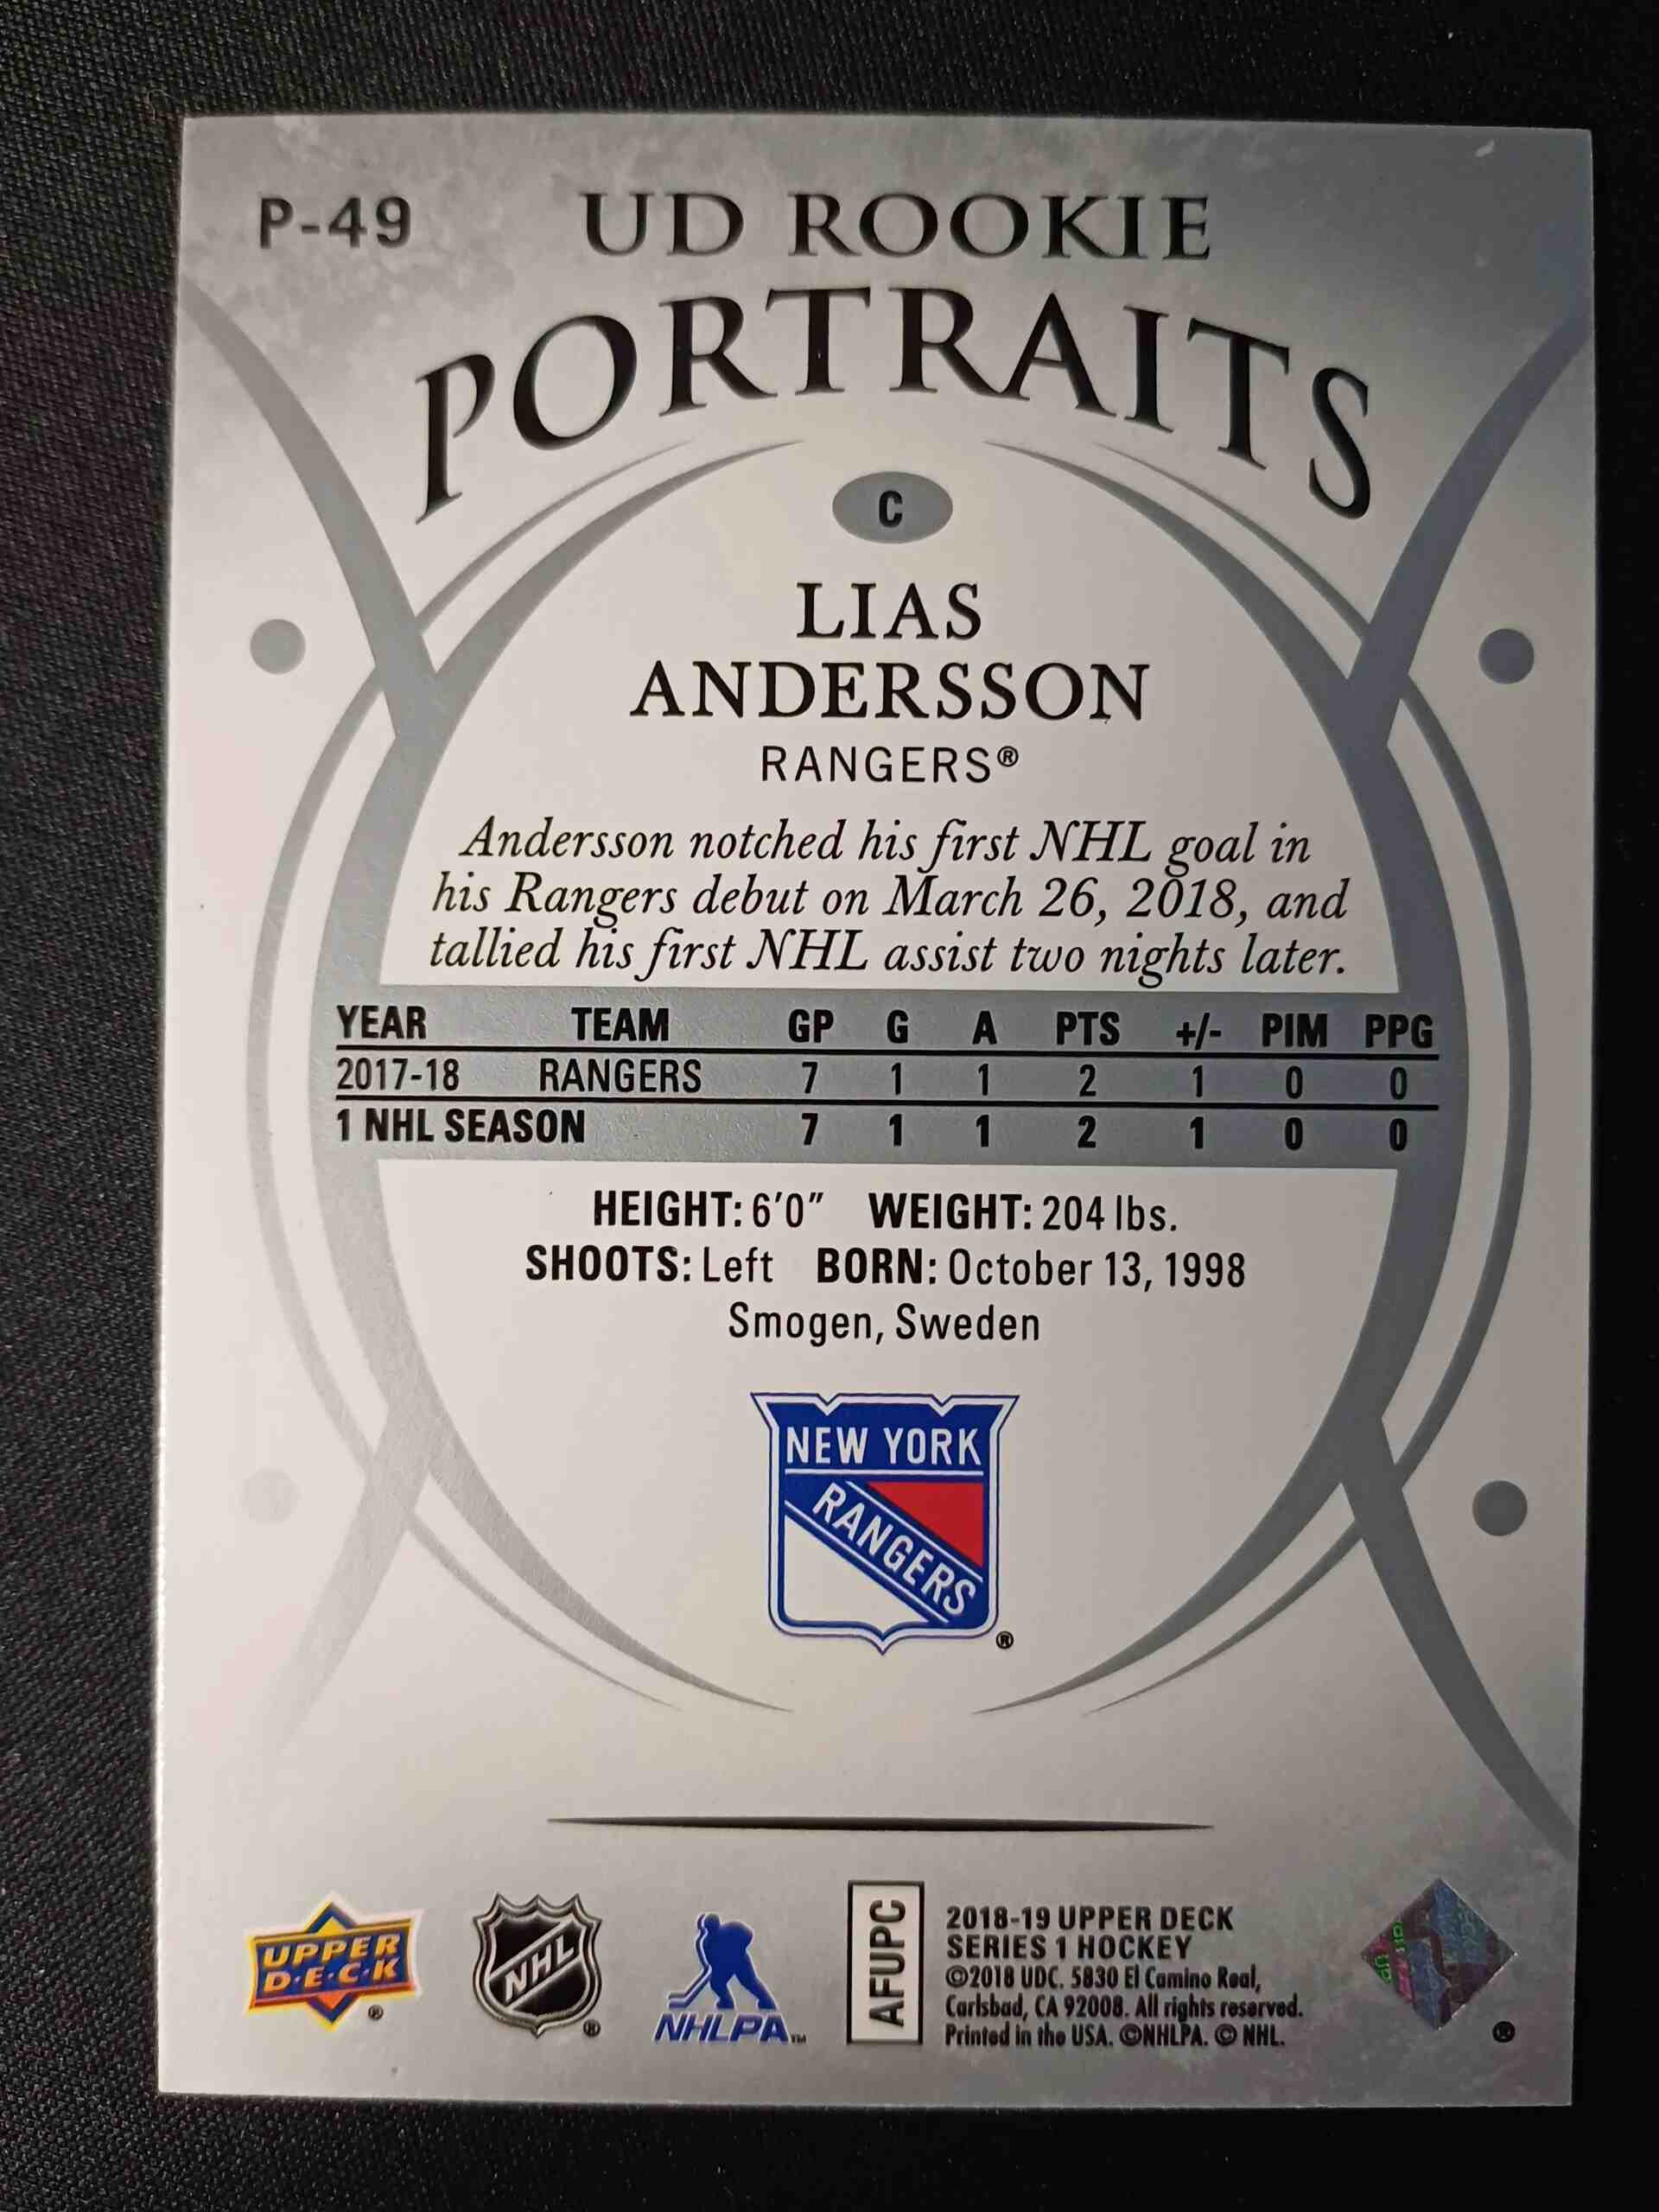 P-49 UD ROOKIE
PORTRAITS
C
LIAS
ANDERSSON
RANGERS®
Andersson notched his first NHL goal in
his Rangers debut on March 26, 2018, and
tallied his first NHL assist two nights later.
YEAR TEAM GP G A PTS +/- PIM PPG
2017-18 RANGERS 7 1 1 2 1 0 0
1 NHL SEASON 7 1 1 2 1 0 0
HEIGHT: 6'0" WEIGHT: 204 lbs.
SHOOTS: Left BORN: October 13, 1998
Smogen, Sweden
NEW YORK
RANGERS
®
UPPER
D·E·C·K
®
NHL
®
NHLPA™
AFUPC
2018-19 UPPER DECK
SERIES 1 HOCKEY
©2018 UDC. 5830 El Camino Real,
Carlsbad, CA 92008. All rights reserved.
Printed in the USA. ©NHLPA. © NHL.
®